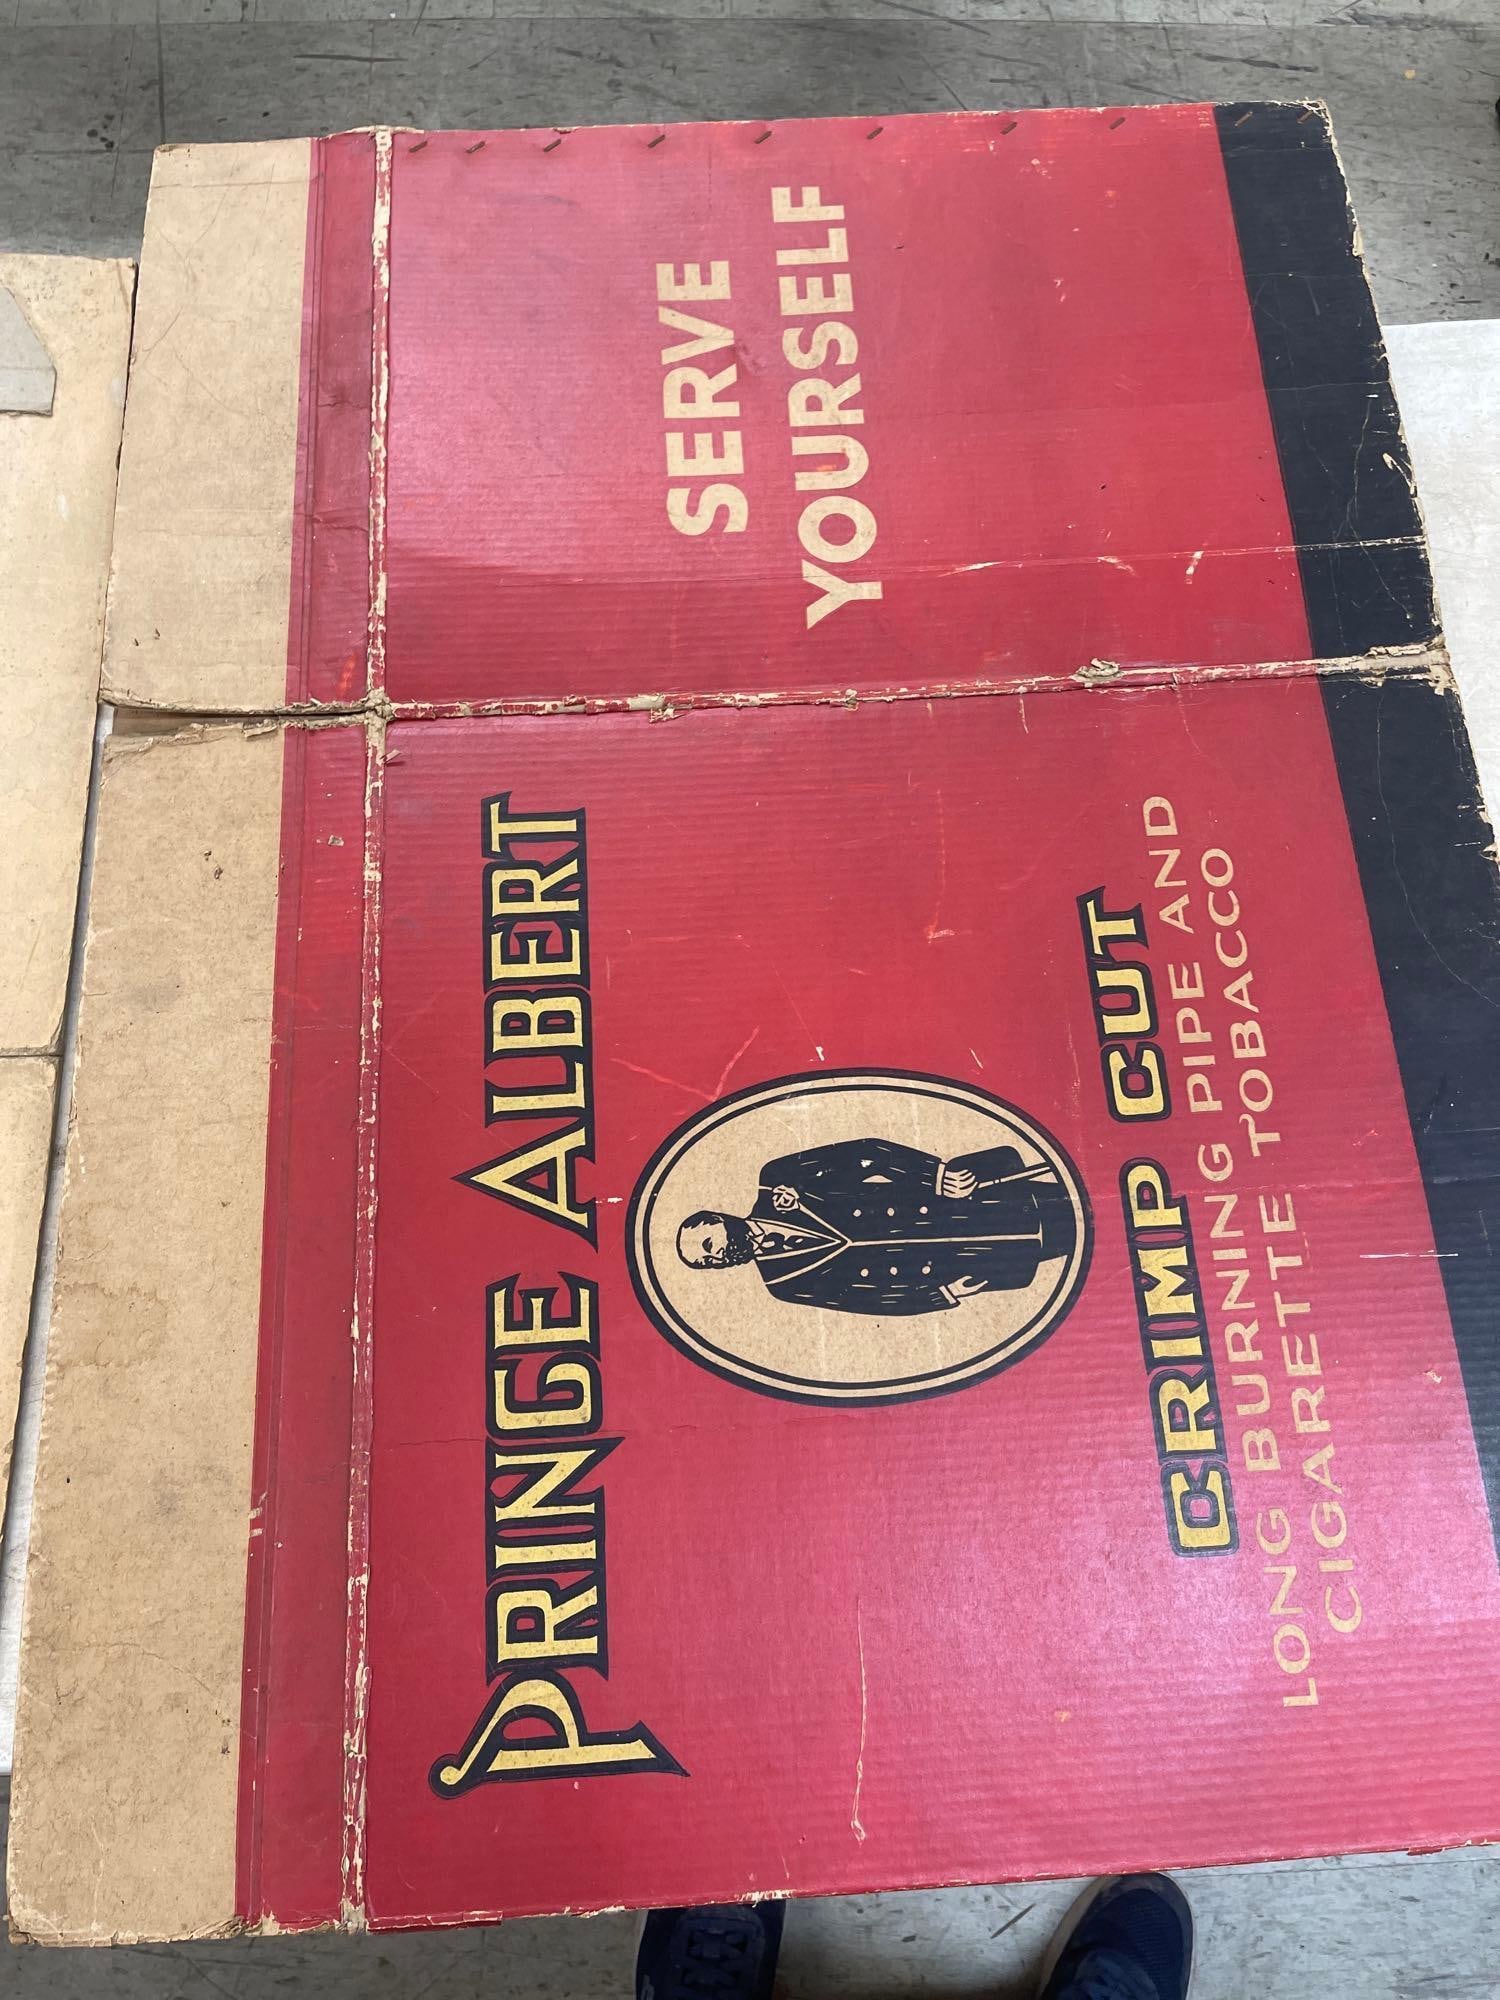 SERVE
YOURSELF
PRINCE ALBERT
CRIMP CUT
LONG BURNING PIPE AND
CIGARETTE TOBACCO